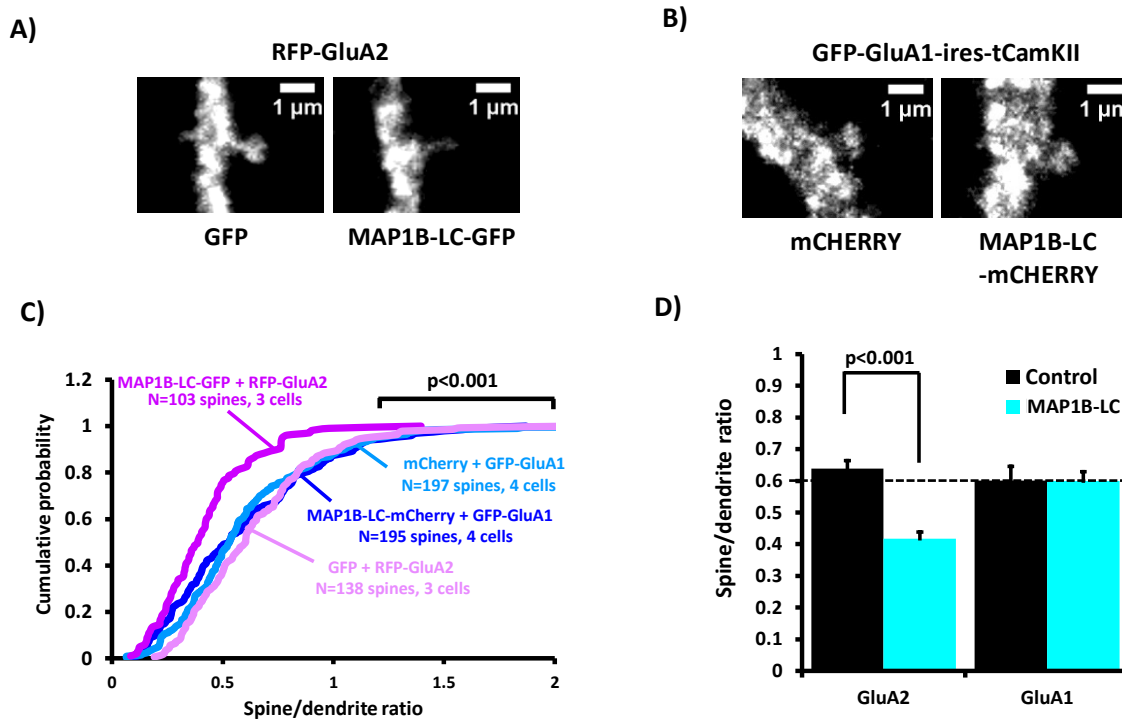 A)
RFP-GluA2
1 μm
1 μm
GFP
MAP1B-LC-GFP
B)
GFP-GluA1-ires-tCamKII
1 μm
1 μm
mCHERRY
MAP1B-LC
-mCHERRY
C)
Cumulative probability
1.2
1
0.8
0.6
0.4
0.2
0
0
0.5
1
1.5
2
Spine/dendrite ratio
MAP1B-LC-GFP + RFP-GluA2
N=103 spines, 3 cells
p<0.001
mCherry + GFP-GluA1
N=197 spines, 4 cells
MAP1B-LC-mCherry + GFP-GluA1
N=195 spines, 4 cells
GFP + RFP-GluA2
N=138 spines, 3 cells
D)
Spine/dendrite ratio
1
0.9
0.8
0.7
0.6
0.5
0.4
0.3
0.2
0.1
0
p<0.001
Control
MAP1B-LC
GluA2
GluA1